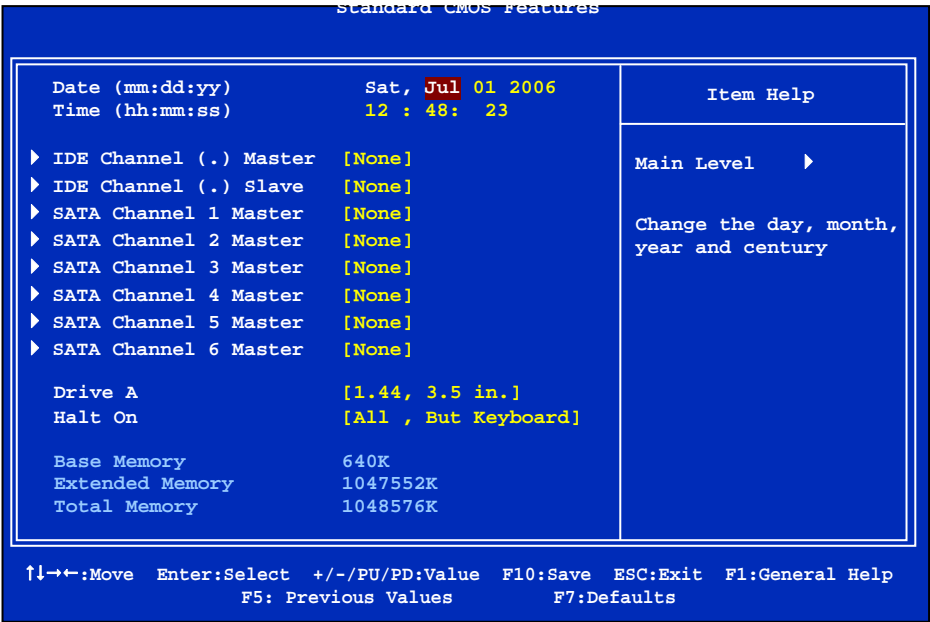 Standard CMOS Features
Date (mm:dd:yy) Sat, Jul 01 2006
Time (hh:mm:ss) 12 : 48: 23
Item Help
IDE Channel (.) Master [None]
IDE Channel (.) Slave [None]
SATA Channel 1 Master [None]
SATA Channel 2 Master [None]
SATA Channel 3 Master [None]
SATA Channel 4 Master [None]
SATA Channel 5 Master [None]
SATA Channel 6 Master [None]
Drive A [1.44, 3.5 in.]
Halt On [All , But Keyboard]
Base Memory 640K
Extended Memory 1047552K
Total Memory 1048576K
Main Level
Change the day, month,
year and century
↑↓→←:Move Enter:Select +/-/PU/PD:Value F10:Save ESC:Exit F1:General Help
F5: Previous Values F7:Defaults